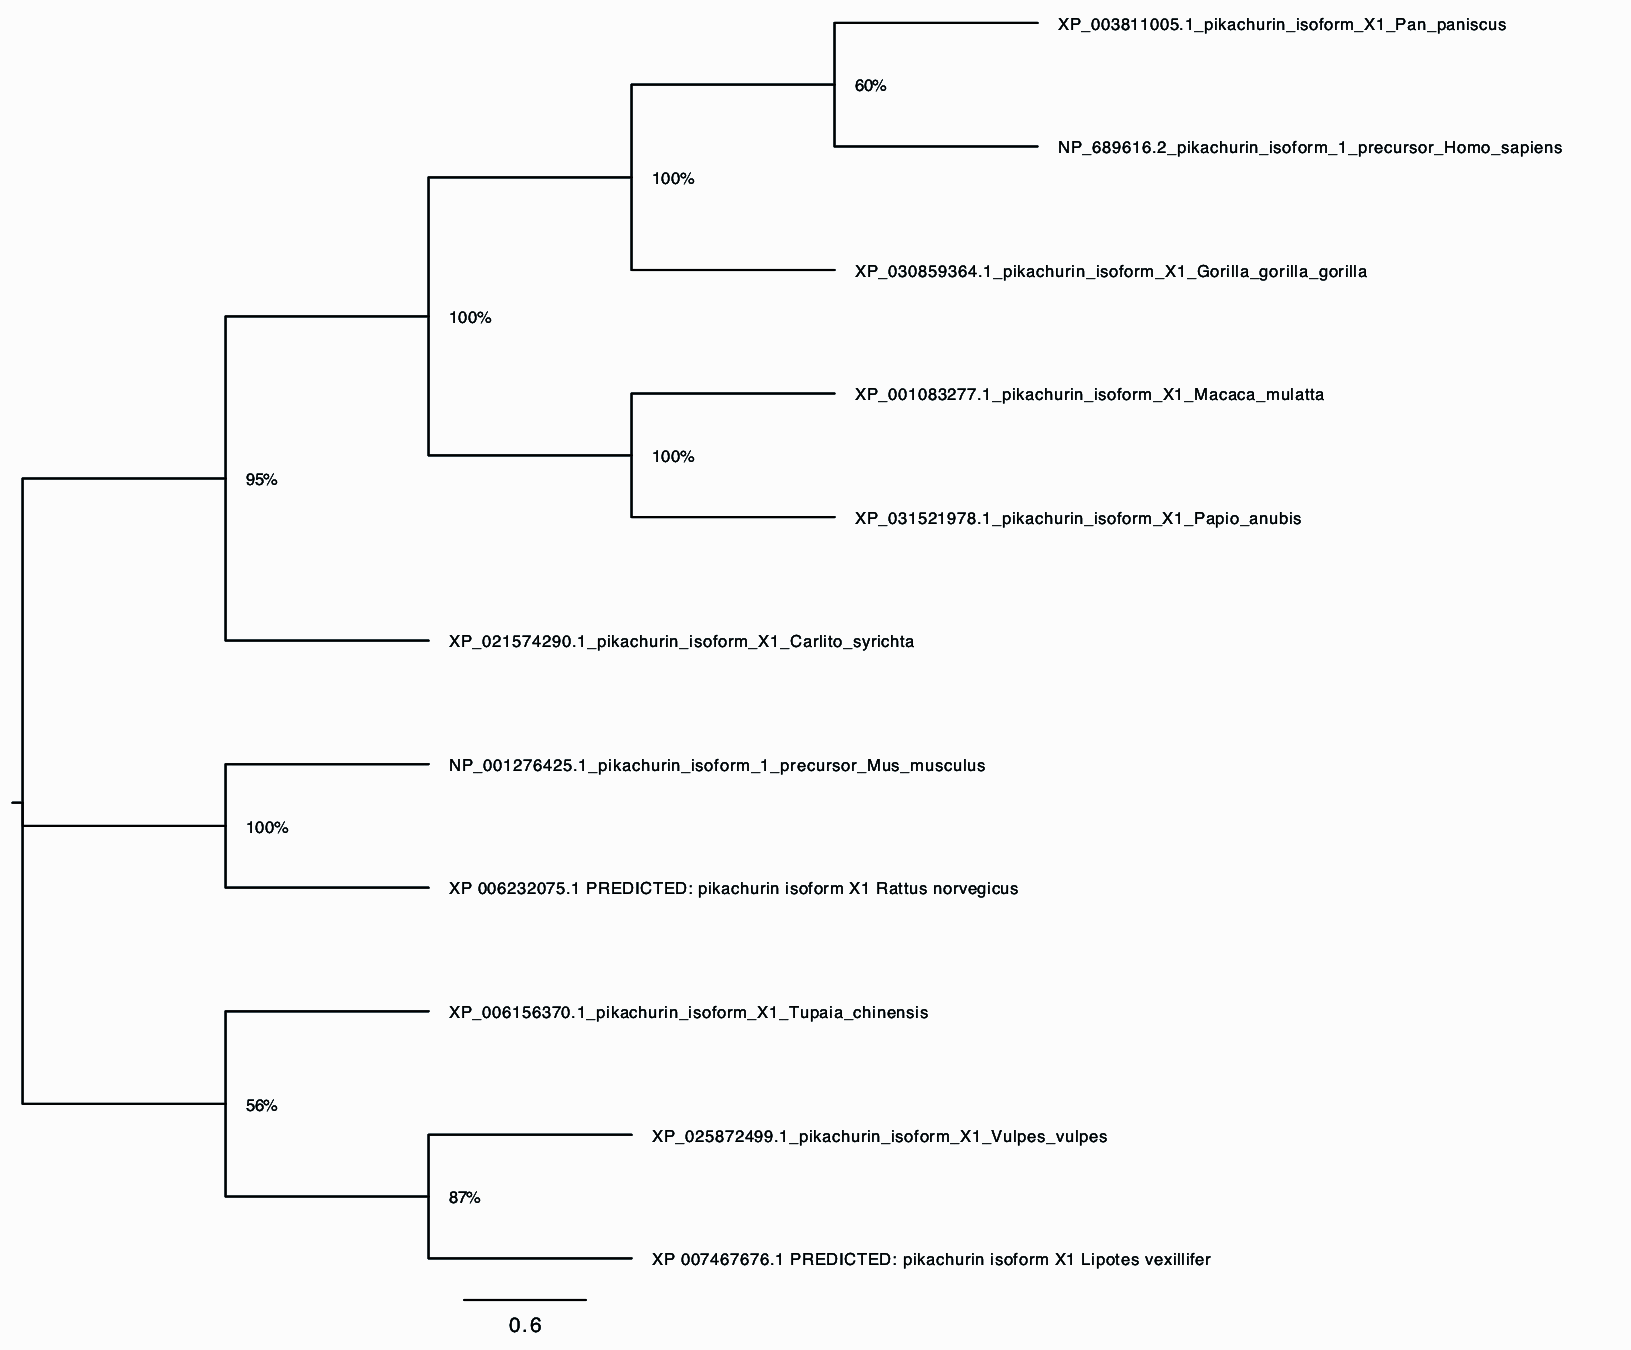 XP_003811005.1_pikachurin_isoform_X1_Pan_paniscus
60%
NP_689616.2_pikachurin_isoform_1_precursor_Homo_sapiens
100%
XP_030859364.1_pikachurin_isoform_X1_Gorilla_gorilla_gorilla
100%
XP_001083277.1_pikachurin_isoform_X1_Macaca_mulatta
100%
95%
XP_031521978.1_pikachurin_isoform_X1_Papio_anubis
XP_021574290.1_pikachurin_isoform_X1_Carlito_syrichta
NP_001276425.1_pikachurin_isoform_1_precursor_Mus_musculus
100%
XP 006232075.1 PREDICTED: pikachurin isoform X1 Rattus norvegicus
XP_006156370.1_pikachurin_isoform_X1_Tupaia_chinensis
56%
XP_025872499.1_pikachurin_isoform_X1_Vulpes_vulpes
87%
XP 007467676.1 PREDICTED: pikachurin isoform X1 Lipotes vexillifer
0.6